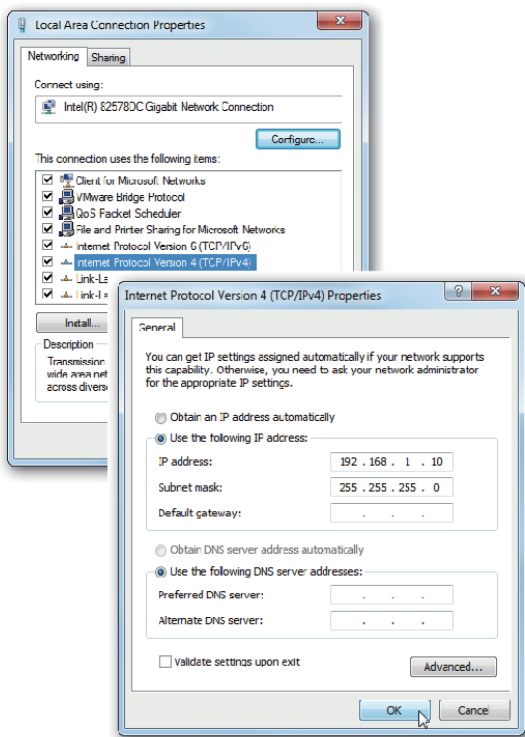 Local Area Connection Properties
Networking Sharing
Connect using:
Intel(R) 82578DC Gigabit Network Connection
Configure...
This connection uses the following items:
Client for Microsoft Networks
VMware Bridge Protocol
QoS Packet Scheduler
File and Printer Sharing for Microsoft Networks
Internet Protocol Version 6 (TCP/IPv6)
Internet Protocol Version 4 (TCP/IPv4)
Link-La
Link-La
Install...
Description
Transmission
wide area net
across diverse
Internet Protocol Version 4 (TCP/IPv4) Properties
General
You can get IP settings assigned automatically if your network supports
this capability. Otherwise, you need to ask your network administrator
for the appropriate IP settings.
Obtain an IP address automatically
Use the following IP address:
IP address: 192 . 168 . 1 . 10
Subnet mask: 255 . 255 . 255 . 0
Default gateway: . . .
Obtain DNS server address automatically
Use the following DNS server addresses:
Preferred DNS server: . . .
Alternate DNS server: . . .
Validate settings upon exit
Advanced...
OK Cancel